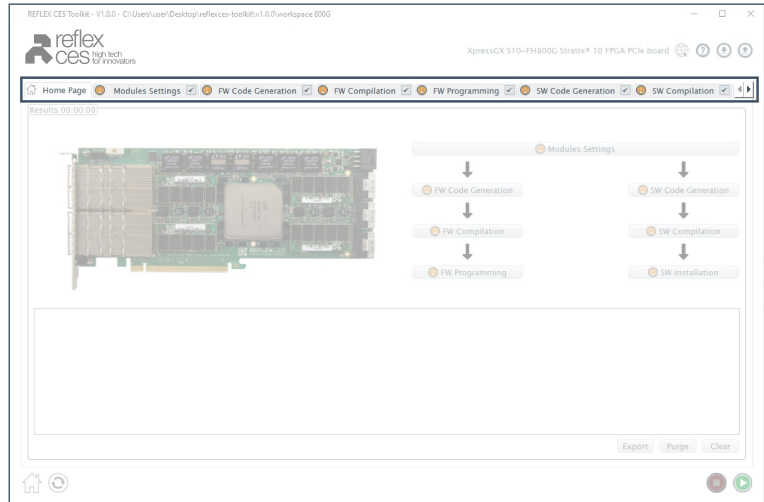 REFLEX CES Toolkit - V1.0.0 - C:\Users\user\Desktop\reflexces-toolkit\v1.0.0\workspace 800G
reflex
CES high tech for innovators
XpressGX S10-FH800G Stratix® 10 FPGA PCIe board
Home Page Modules Settings FW Code Generation FW Compilation FW Programming SW Code Generation SW Compilation
Results 00:00:00
Modules Settings
FW Code Generation SW Code Generation
FW Compilation SW Compilation
REFLEX
FW Programming SW Installation
Export Purge Clear